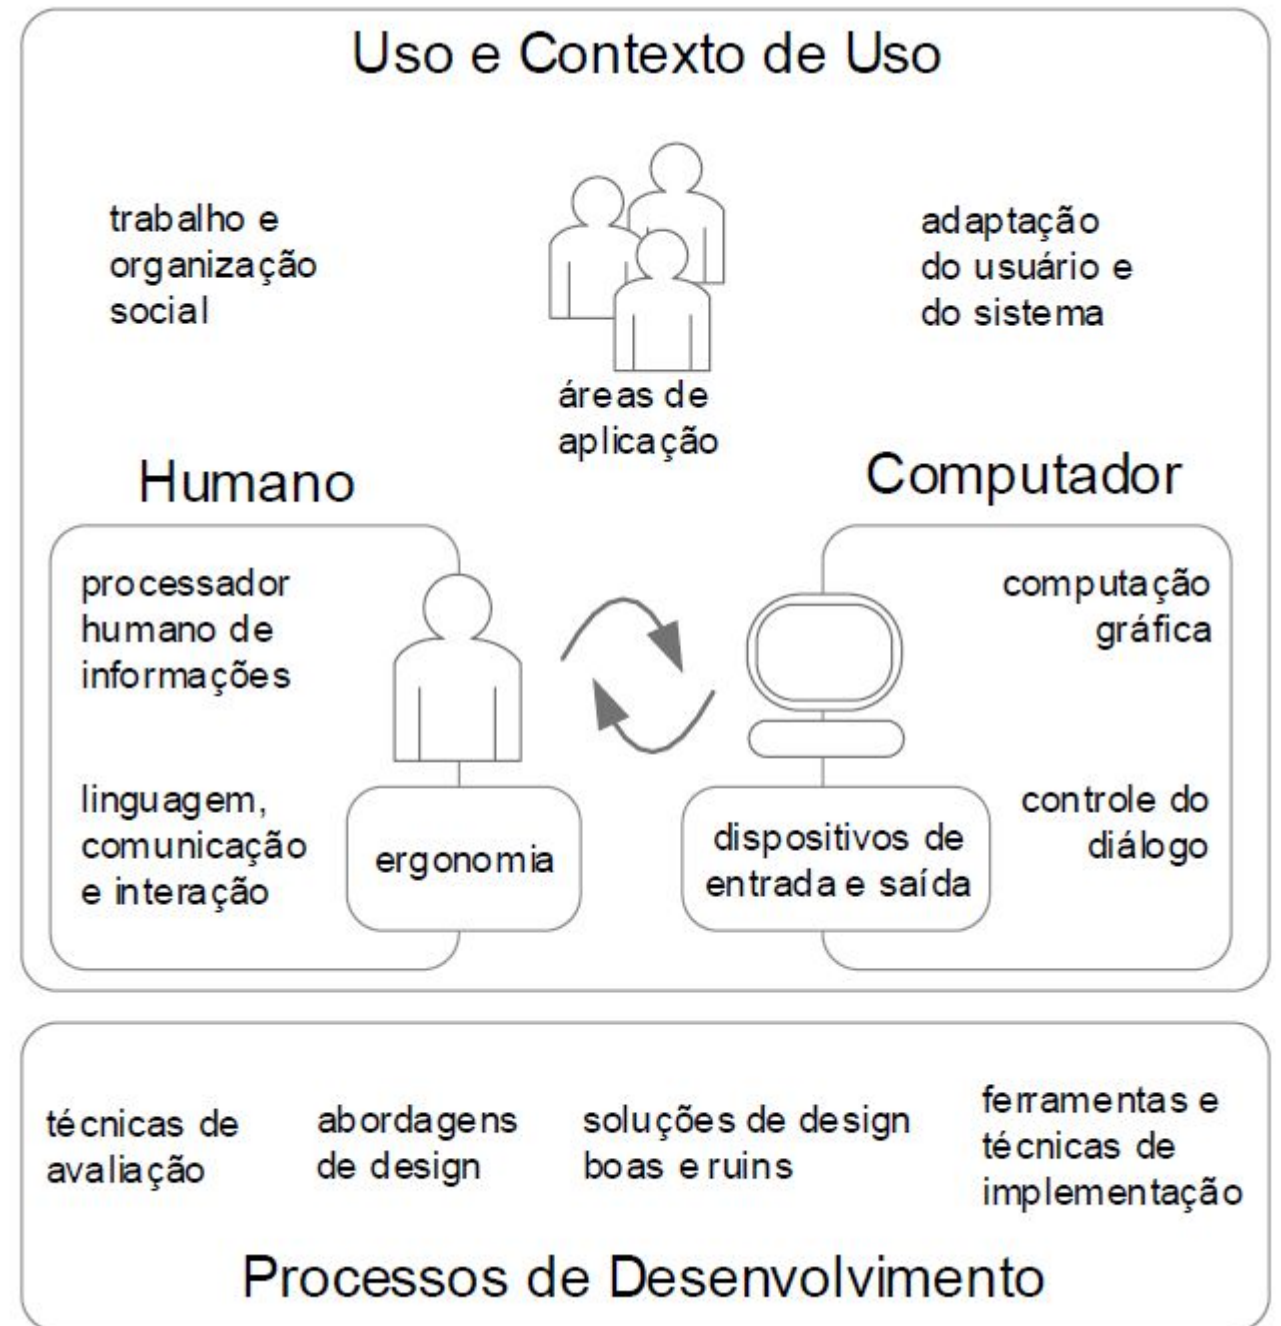 Uso e Contexto de Uso
trabalho e
organização
social
áreas de
aplicação
adaptação
do usuário e
do sistema
Humano
processador
humano de
informações
linguagem,
comunicação
e interação
ergonomia
Computador
computação
gráfica
controle do
diálogo
dispositivos de
entrada e saída
técnicas de
avaliação
abordagens
de design
soluções de design
boas e ruins
ferramentas e
técnicas de
implementação
Processos de Desenvolvimento